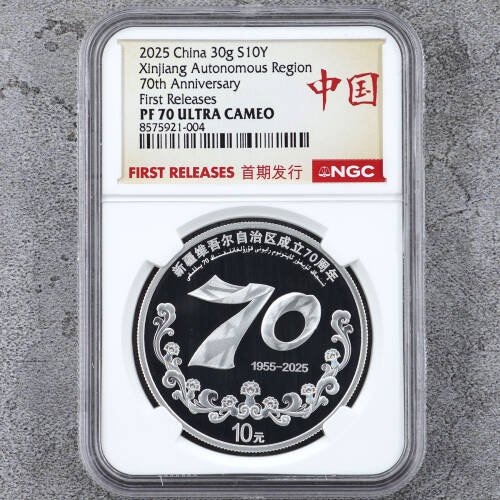 2025 China 30g S10Y
Xinjiang Autonomous Region
70th Anniversary
First Releases
PF 70 ULTRA CAMEO
8575921-004
中国
FIRST RELEASES 首期发行
NGC
新疆维吾尔自治区成立70周年
70
1955-2025
10元